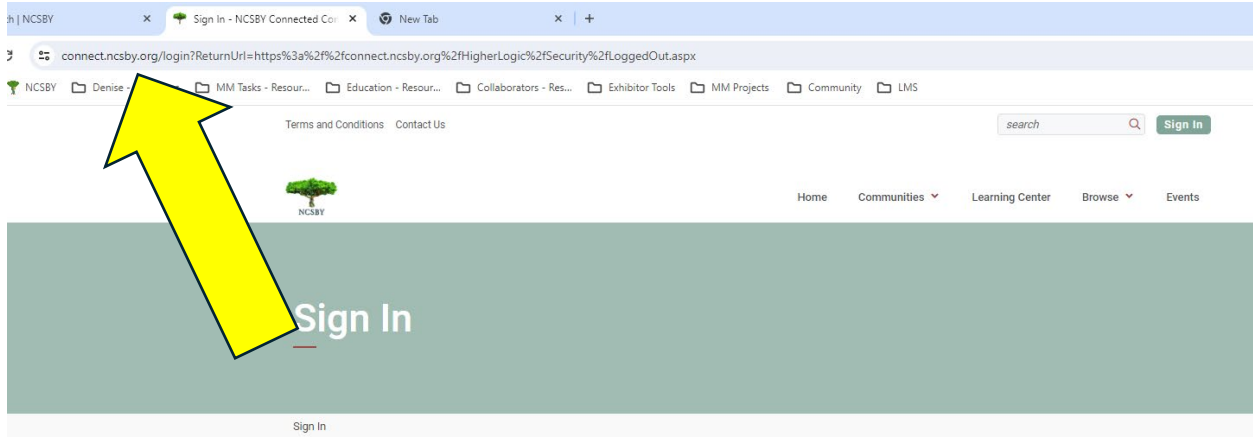 ch | NCSBY Sign In - NCSBY Connected Co New Tab
connect.ncsby.org/login?ReturnUrl=https%3a%2f%2fconnect.ncsby.org%2fHigherLogic%2fSecurity%2fLoggedOut.aspx
NCSBY Denise - MM Tasks - Resour... Education - Resour... Collaborators - Res... Exhibitor Tools MM Projects Community LMS
Terms and Conditions Contact Us search Sign In
NCSBY
Home Communities Learning Center Browse Events
Sign In
Sign In